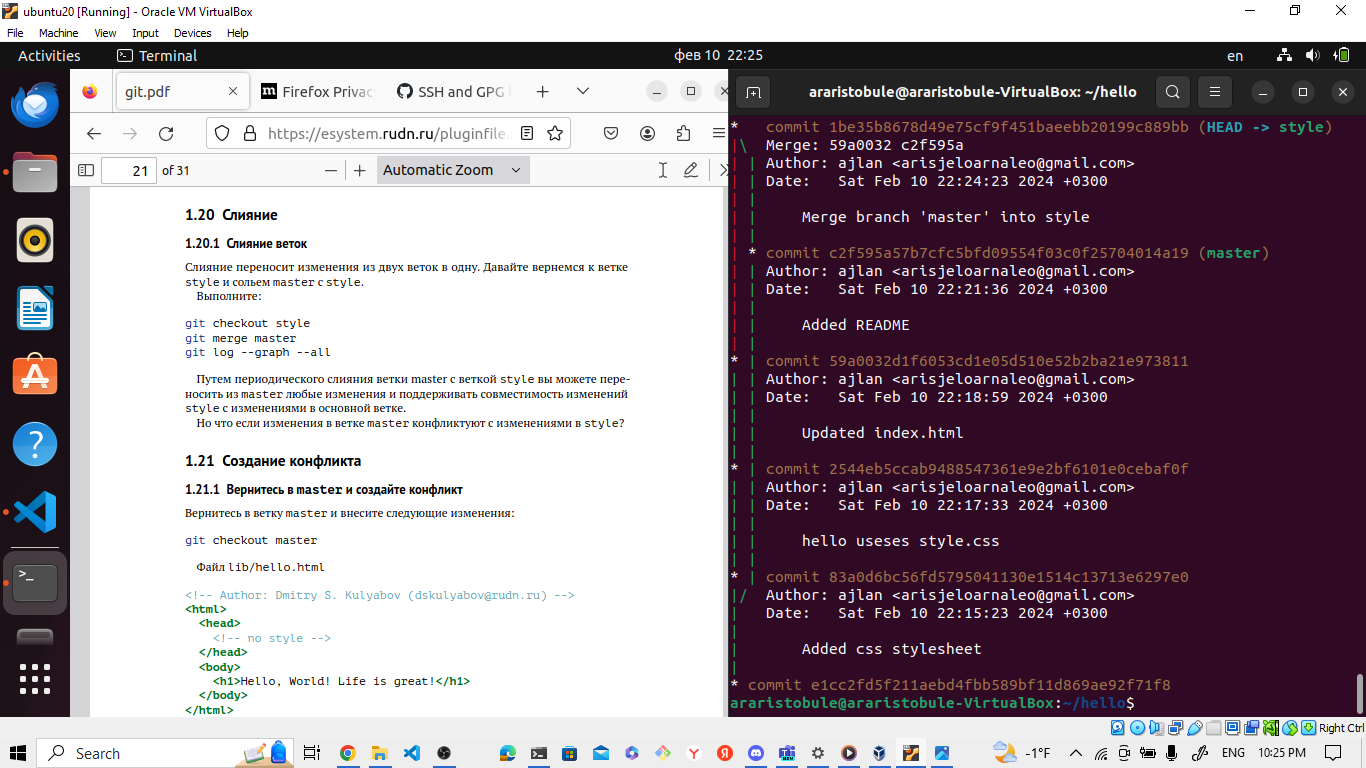 ubuntu20 [Running] - Oracle VM VirtualBox
File Machine View Input Devices Help
Activities Terminal фев 10 22:25 en
git.pdf Firefox Privac SSH and GPG
https://esystem.rudn.ru/pluginfile.
21 of 31 Automatic Zoom
1.20 Слияние
1.20.1 Слияние веток
Слияние переносит изменения из двух веток в одну. Давайте вернемся к ветке
style и сольем master с style.
Выполните:
git checkout style
git merge master
git log --graph --all
Путем периодического слияния ветки master с веткой style вы можете пере-
носить из master любые изменения и поддерживать совместимость изменений
style с изменениями в основной ветке.
Но что если изменения в ветке master конфликтуют с изменениями в style?
1.21 Создание конфликта
1.21.1 Вернитесь в master и создайте конфликт
Вернитесь в ветку master и внесите следующие изменения:
git checkout master
Файл lib/hello.html
<!-- Author: Dmitry S. Kulyabov (dskulyabov@rudn.ru) -->
<html>
<head>
<!-- no style -->
</head>
<body>
<h1>Hello, World! Life is great!</h1>
</body>
</html>
araristobule@araristobule-VirtualBox: ~/hello
* commit 1be35b8678d49e75cf9f451baeebb20199c889bb (HEAD -> style)
|\ Merge: 59a0032 c2f595a
| | Author: ajlan <arisjeloarnaleo@gmail.com>
| | Date: Sat Feb 10 22:24:23 2024 +0300
| |
| | Merge branch 'master' into style
| |
| * commit c2f595a57b7cfc5bfd09554f03c0f25704014a19 (master)
| | Author: ajlan <arisjeloarnaleo@gmail.com>
| | Date: Sat Feb 10 22:21:36 2024 +0300
| |
| | Added README
| |
* | commit 59a0032d1f6053cd1e05d510e52b2ba21e973811
| | Author: ajlan <arisjeloarnaleo@gmail.com>
| | Date: Sat Feb 10 22:18:59 2024 +0300
| |
| | Updated index.html
| |
* | commit 2544eb5ccab9488547361e9e2bf6101e0cebaf0f
| | Author: ajlan <arisjeloarnaleo@gmail.com>
| | Date: Sat Feb 10 22:17:33 2024 +0300
| |
| | hello useses style.css
| |
* | commit 83a0d6bc56fd5795041130e1514c13713e6297e0
|/ Author: ajlan <arisjeloarnaleo@gmail.com>
| Date: Sat Feb 10 22:15:23 2024 +0300
|
| Added css stylesheet
|
* commit e1cc2fd5f211aebd4fbb589bf11d869ae92f71f8
araristobule@araristobule-VirtualBox:~/hello$
Right Ctrl
Search -1°F ENG 10:25 PM